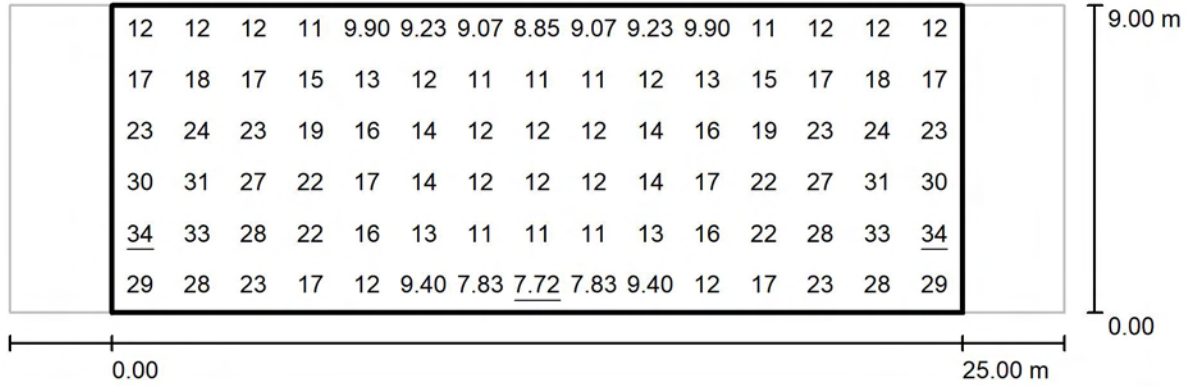 12 12 12 11 9.90 9.23 9.07 8.85 9.07 9.23 9.90 11 12 12 12 9.00 m
17 18 17 15 13 12 11 11 11 12 13 15 17 18 17
23 24 23 19 16 14 12 12 12 14 16 19 23 24 23
30 31 27 22 17 14 12 12 12 14 17 22 27 31 30
34 33 28 22 16 13 11 11 11 13 16 22 28 33 34
29 28 23 17 12 9.40 7.83 7.72 7.83 9.40 12 17 23 28 29
0.00
0.00 25.00 m